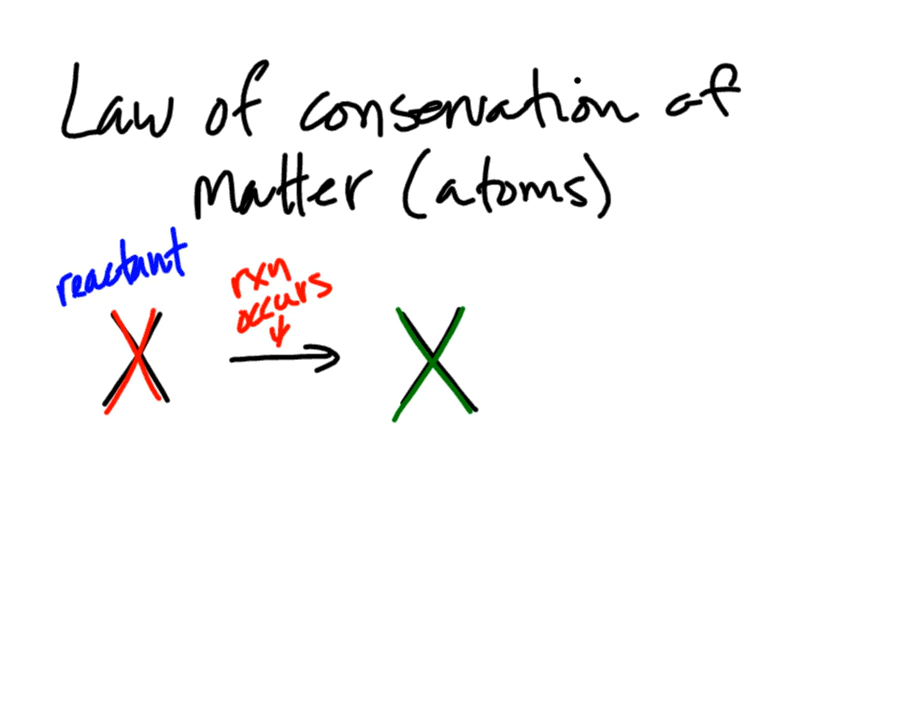 Law of conservation of
Matter (atoms)
reactant
rxn
occurs
X → X